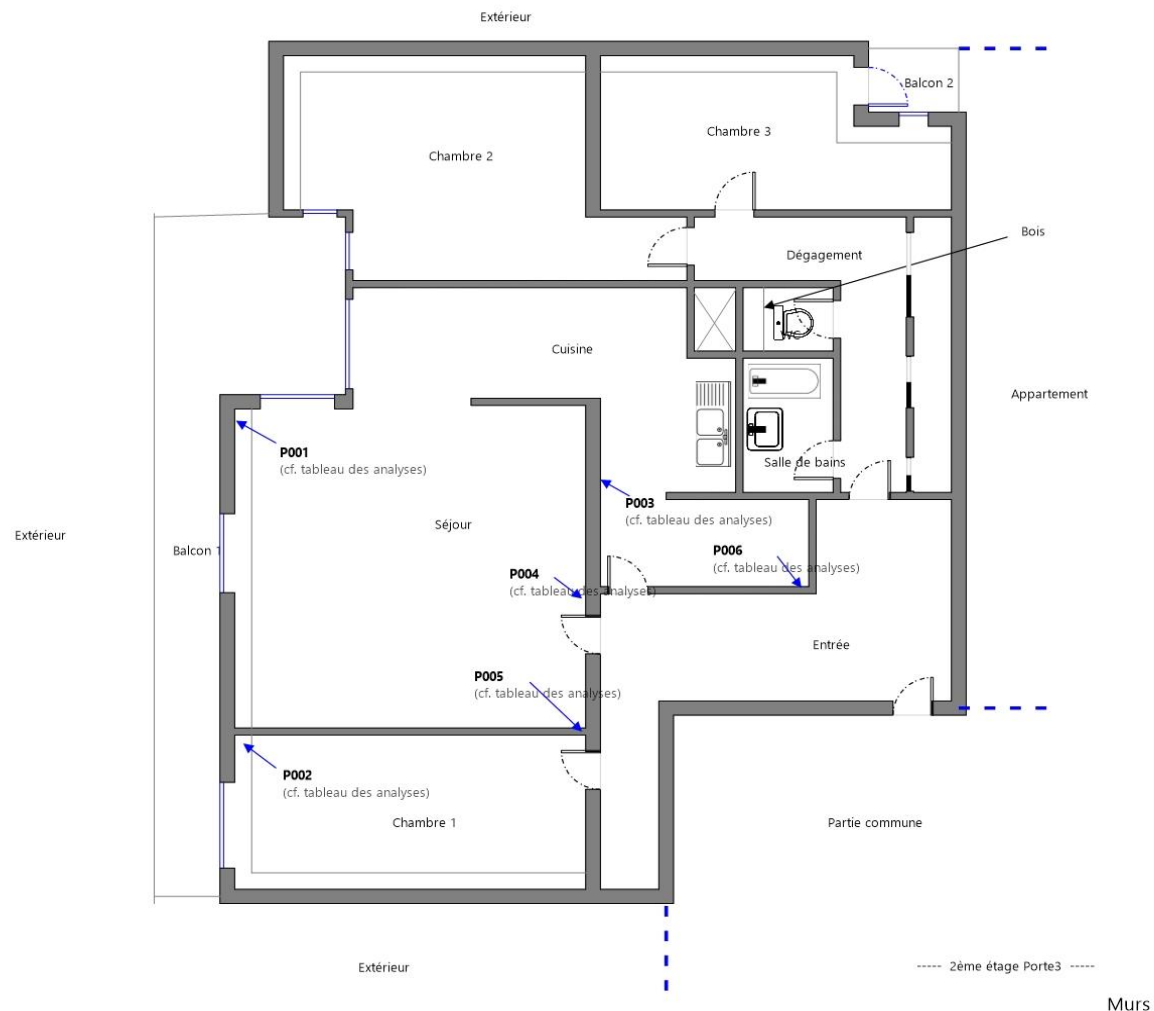 Extérieur
Balcon 2
Chambre 3
Chambre 2
Bois
Dégagement
WC
Cuisine
Appartement
P001
(cf. tableau des analyses)
Salle de bains
P003
(cf. tableau des analyses)
Séjour
Extérieur
Balcon 1
P006
(cf. tableau des analyses)
P004
(cf. tableau des analyses)
Entrée
P005
(cf. tableau des analyses)
P002
(cf. tableau des analyses)
Chambre 1
Partie commune
Extérieur
----- 2ème étage Porte3 -----
Murs